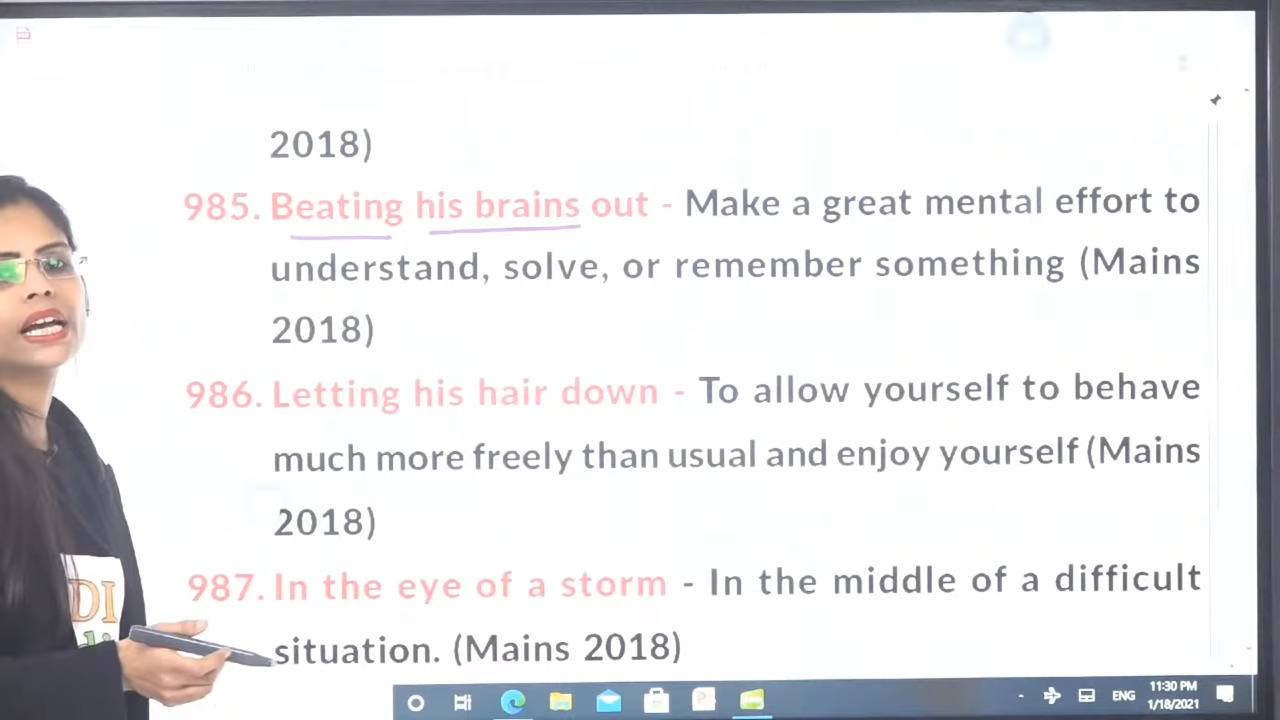 2018)
985. Beating his brains out - Make a great mental effort to
understand, solve, or remember something (Mains
2018)
986. Letting his hair down - To allow yourself to behave
much more freely than usual and enjoy yourself (Mains
2018)
987. In the eye of a storm - In the middle of a difficult
situation. (Mains 2018)
DI
ENG
11:30 PM
1/18/2021